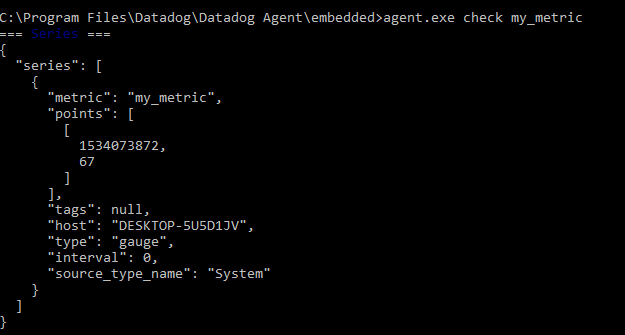 C:\Program Files\Datadog\Datadog Agent\embedded>agent.exe check my_metric
=== Series ===
{
  "series": [
    {
      "metric": "my_metric",
      "points": [
        [
          1534073872,
          67
        ]
      ],
      "tags": null,
      "host": "DESKTOP-5U5D1JV",
      "type": "gauge",
      "interval": 0,
      "source_type_name": "System"
    }
  ]
}